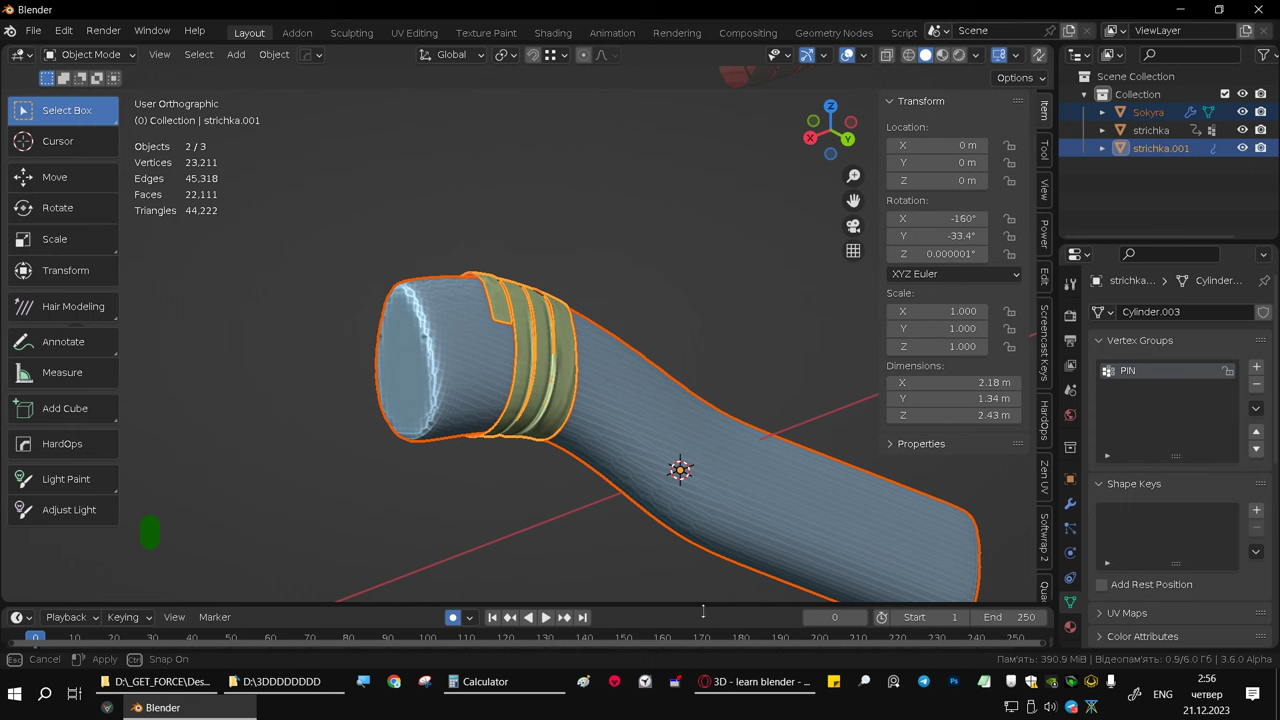 Blender
File Edit Render Window Help Layout Addon Sculpting UV Editing Texture Paint Shading Animation Rendering Compositing Geometry Nodes Script Scene ViewLayer
Object Mode View Select Add Object Global
Options
User Orthographic
(0) Collection | strichka.001
Objects 2 / 3
Vertices 23,211
Edges 45,318
Faces 22,111
Triangles 44,222
Select Box
Cursor
Move
Rotate
Scale
Transform
Hair Modeling
Annotate
Measure
Add Cube
HardOps
Light Paint
Adjust Light
X
Y
Z
Transform
Location:
X 0 m
Y 0 m
Z 0 m
Rotation:
X -160°
Y -33.4°
Z 0.000001°
XYZ Euler
Scale:
X 1.000
Y 1.000
Z 1.000
Dimensions:
X 2.18 m
Y 1.34 m
Z 2.43 m
Properties
Item
Tool
View
Power
Edit
Screencast Keys
HardOps
Zen UV
Softwrap 2
Quac
Scene Collection
Collection
Sokyra
strichka
strichka.001
strichka... Cylinder...
Cylinder.003
Vertex Groups
PIN
Shape Keys
Add Rest Position
UV Maps
Color Attributes
Playback Keying View Marker 0 Start 1 End 250
0 10 20 30 40 50 60 70 80 90 100 110 120 130 140 150 160 170 180 190 200 210 220 230 240 250
Esc Cancel Apply Ctrl Snap On Пам'ять: 390.9 MiB | Відеопам'ять: 0.9/6.0 Гб | 3.6.0 Alpha
D:\_GET_FORCE\Des... D:\3DDDDDDDD Calculator 3D - learn blender - ... ENG 2:56
четвер
Blender 21.12.2023